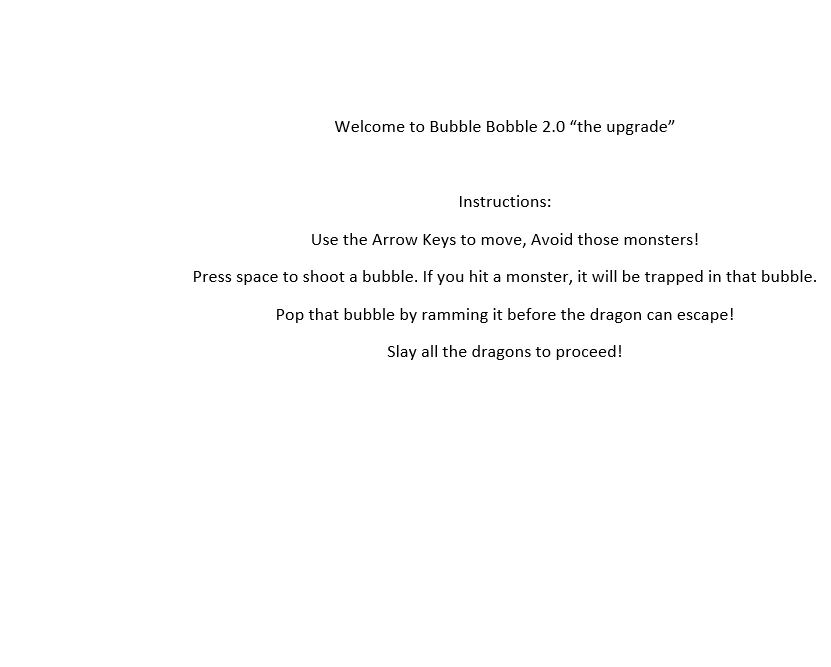 Welcome to Bubble Bobble 2.0 “the upgrade”
Instructions:
Use the Arrow Keys to move, Avoid those monsters!
Press space to shoot a bubble. If you hit a monster, it will be trapped in that bubble.
Pop that bubble by ramming it before the dragon can escape!
Slay all the dragons to proceed!